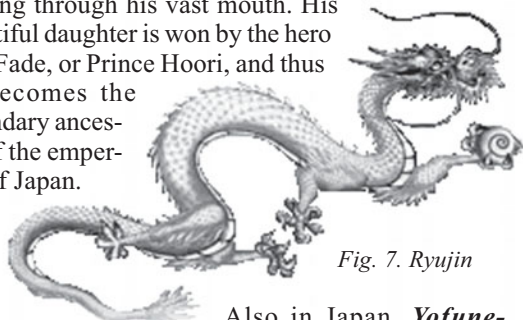 ng through his vast mouth. His
tiful daughter is won by the hero
Fade, or Prince Hoori, and thus
ecomes the
ndary ances-
f the emper-
f Japan.
Fig. 7. Ryujin
Also in Japan, Yofune-